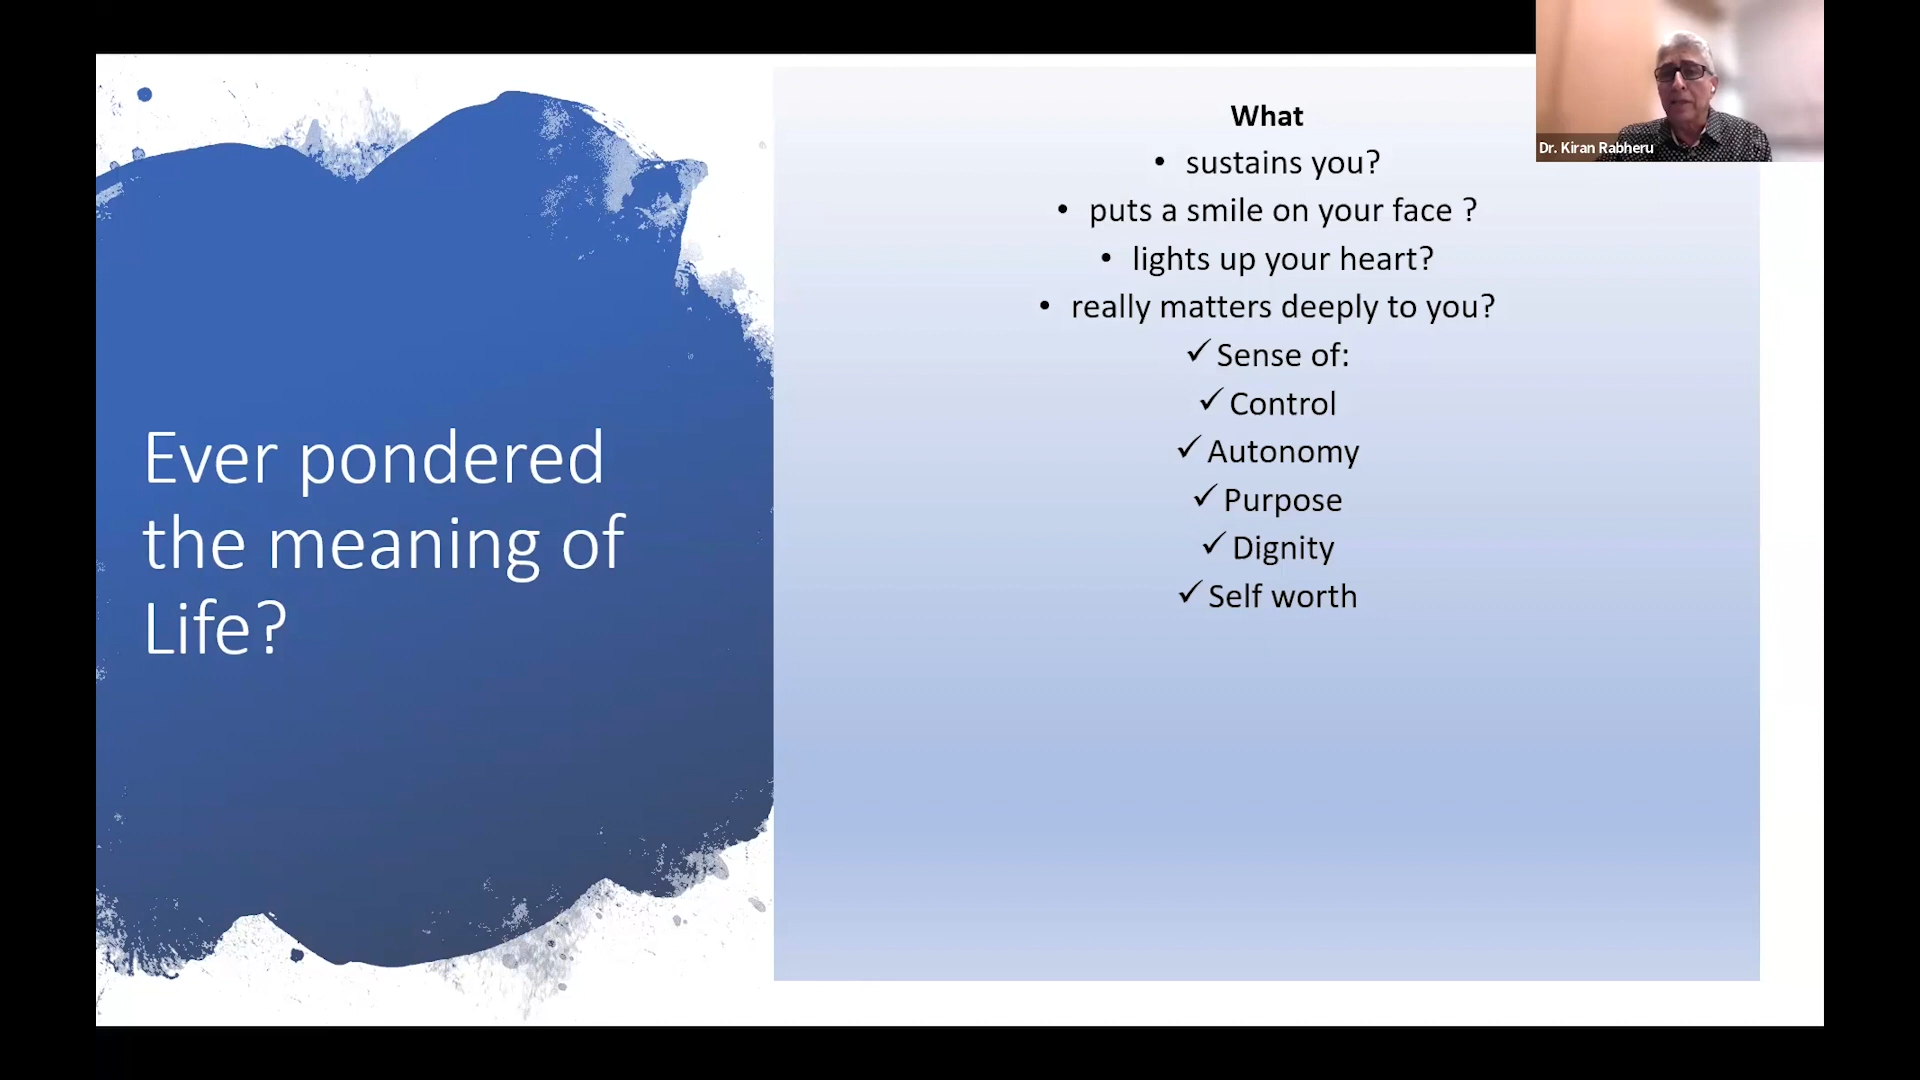 Ever pondered
the meaning of
Life?
What
• sustains you?
• puts a smile on your face ?
• lights up your heart?
• really matters deeply to you?
✓ Sense of:
✓ Control
✓ Autonomy
✓ Purpose
✓ Dignity
✓ Self worth
Dr. Kiran Rabheru